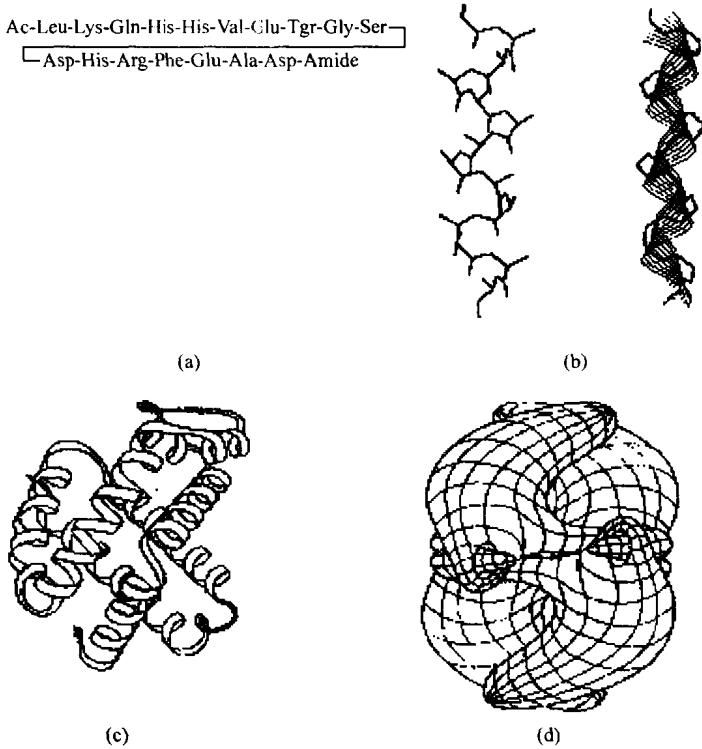 Ac-Leu-Lys-Gln-His-His-Val-Glu-Tgr-Gly-Ser
Asp-His-Arg-Phe-Glu-Ala-Asp-Amide
(a)
(b)
(c)
(d)